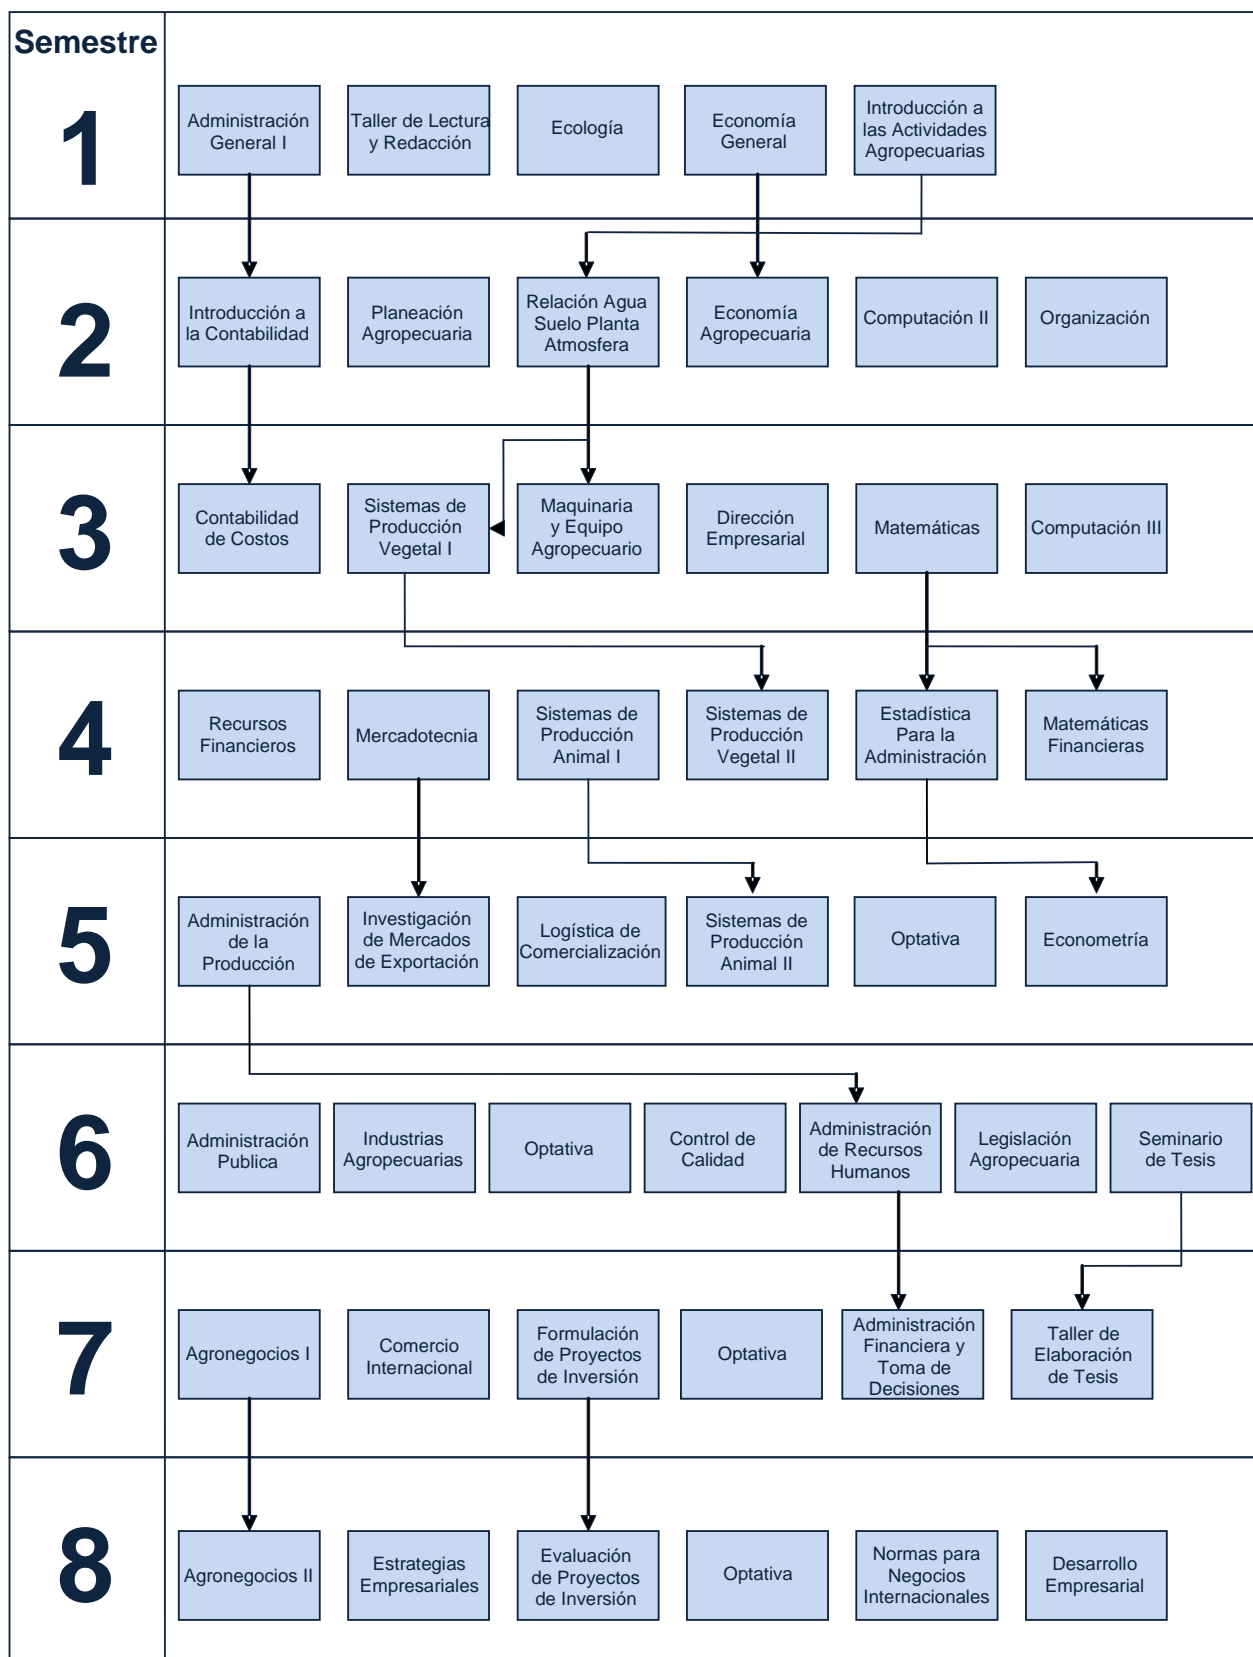 Semestre
1
Administración
General I
Taller de Lectura
y Redacción
Ecología
Economía
General
Introducción a
las Actividades
Agropecuarias
2
Introducción a
la Contabilidad
Planeación
Agropecuaria
Relación Agua
Suelo Planta
Atmosfera
Economía
Agropecuaria
Computación II
Organización
3
Contabilidad
de Costos
Sistemas de
Producción
Vegetal I
Maquinaria
y Equipo
Agropecuario
Dirección
Empresarial
Matemáticas
Computación III
4
Recursos
Financieros
Mercadotecnia
Sistemas de
Producción
Animal I
Sistemas de
Producción
Vegetal II
Estadística
Para la
Administración
Matemáticas
Financieras
5
Administración
de la
Producción
Investigación
de Mercados
de Exportación
Logística de
Comercialización
Sistemas de
Producción
Animal II
Optativa
Econometría
6
Administración
Publica
Industrias
Agropecuarias
Optativa
Control de
Calidad
Administración
de Recursos
Humanos
Legislación
Agropecuaria
Seminario
de Tesis
7
Agronegocios I
Comercio
Internacional
Formulación
de Proyectos
de Inversión
Optativa
Administración
Financiera y
Toma de
Decisiones
Taller de
Elaboración
de Tesis
8
Agronegocios II
Estrategias
Empresariales
Evaluación
de Proyectos
de Inversión
Optativa
Normas para
Negocios
Internacionales
Desarrollo
Empresarial